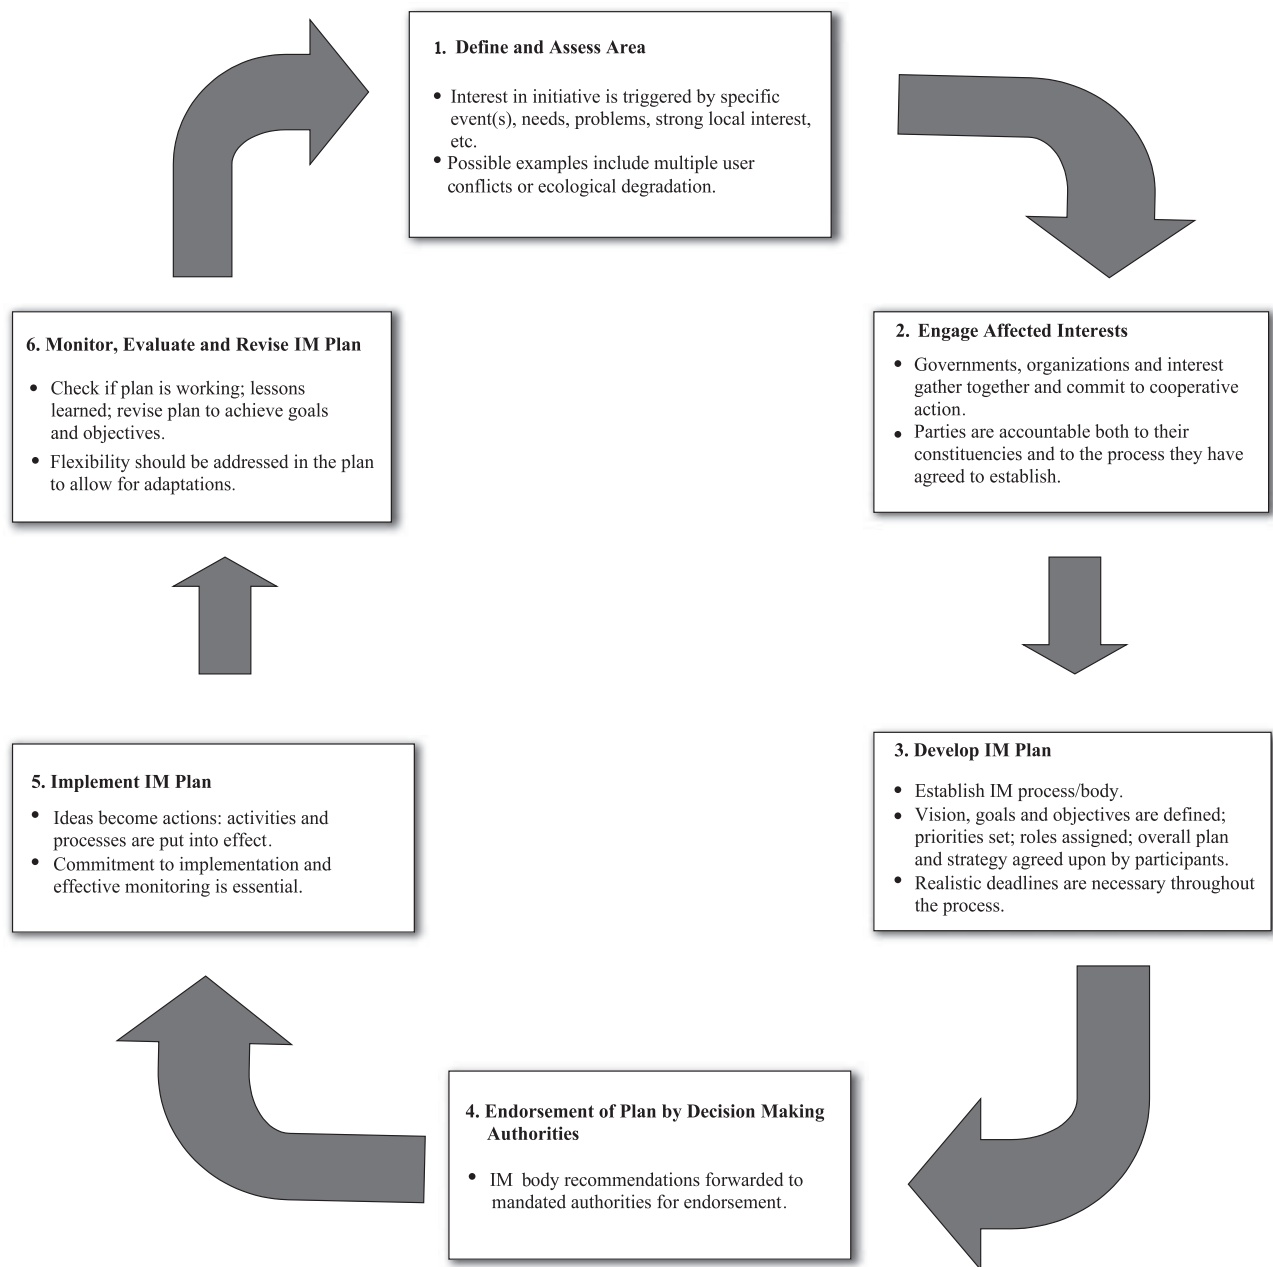 1. Define and Assess Area
• Interest in initiative is triggered by specific
event(s), needs, problems, strong local interest,
etc.
• Possible examples include multiple user
conflicts or ecological degradation.
2. Engage Affected Interests
• Governments, organizations and interest
gather together and commit to cooperative
action.
• Parties are accountable both to their
constituencies and to the process they have
agreed to establish.
3. Develop IM Plan
• Establish IM process/body.
• Vision, goals and objectives are defined;
priorities set; roles assigned; overall plan
and strategy agreed upon by participants.
• Realistic deadlines are necessary throughout
the process.
4. Endorsement of Plan by Decision Making
Authorities
• IM body recommendations forwarded to
mandated authorities for endorsement.
5. Implement IM Plan
• Ideas become actions: activities and
processes are put into effect.
• Commitment to implementation and
effective monitoring is essential.
6. Monitor, Evaluate and Revise IM Plan
• Check if plan is working; lessons
learned; revise plan to achieve goals
and objectives.
• Flexibility should be addressed in the plan
to allow for adaptations.